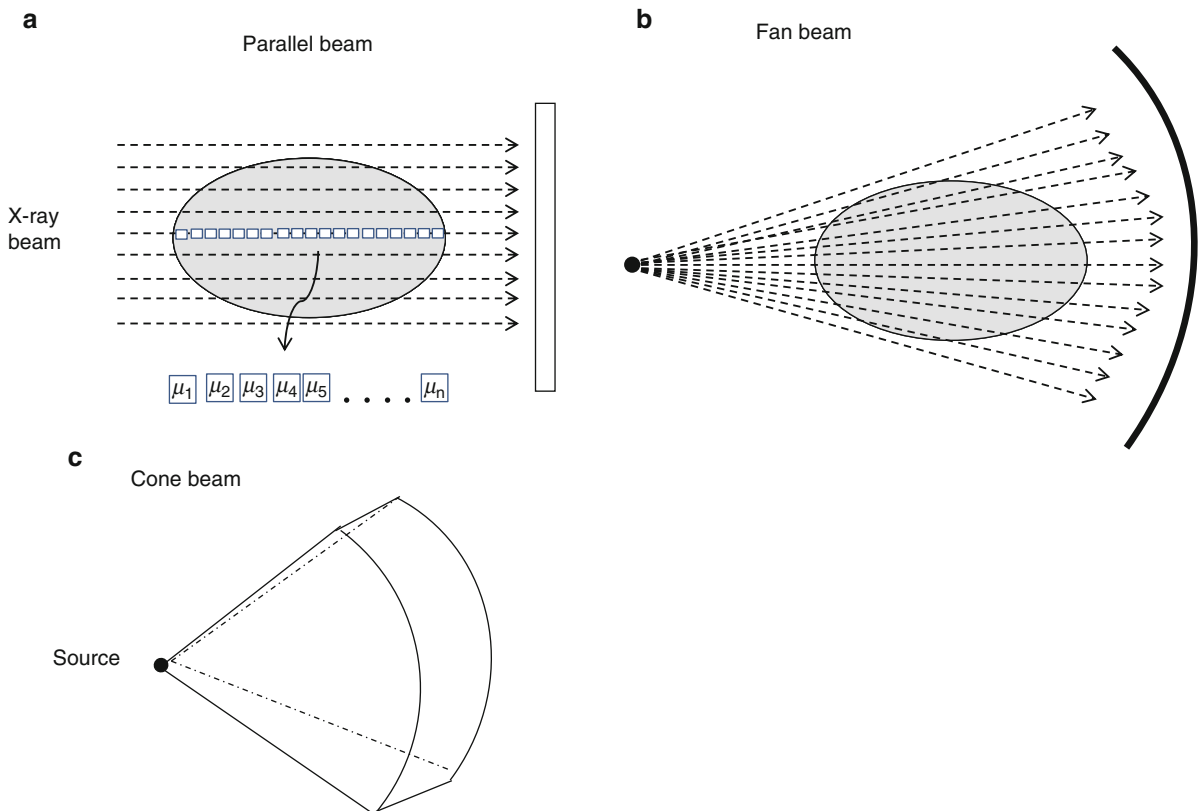 a
Parallel beam
X-ray
beam
μ1 μ2 μ3 μ4 μ5 . . . . μn
b
Fan beam
c
Cone beam
Source